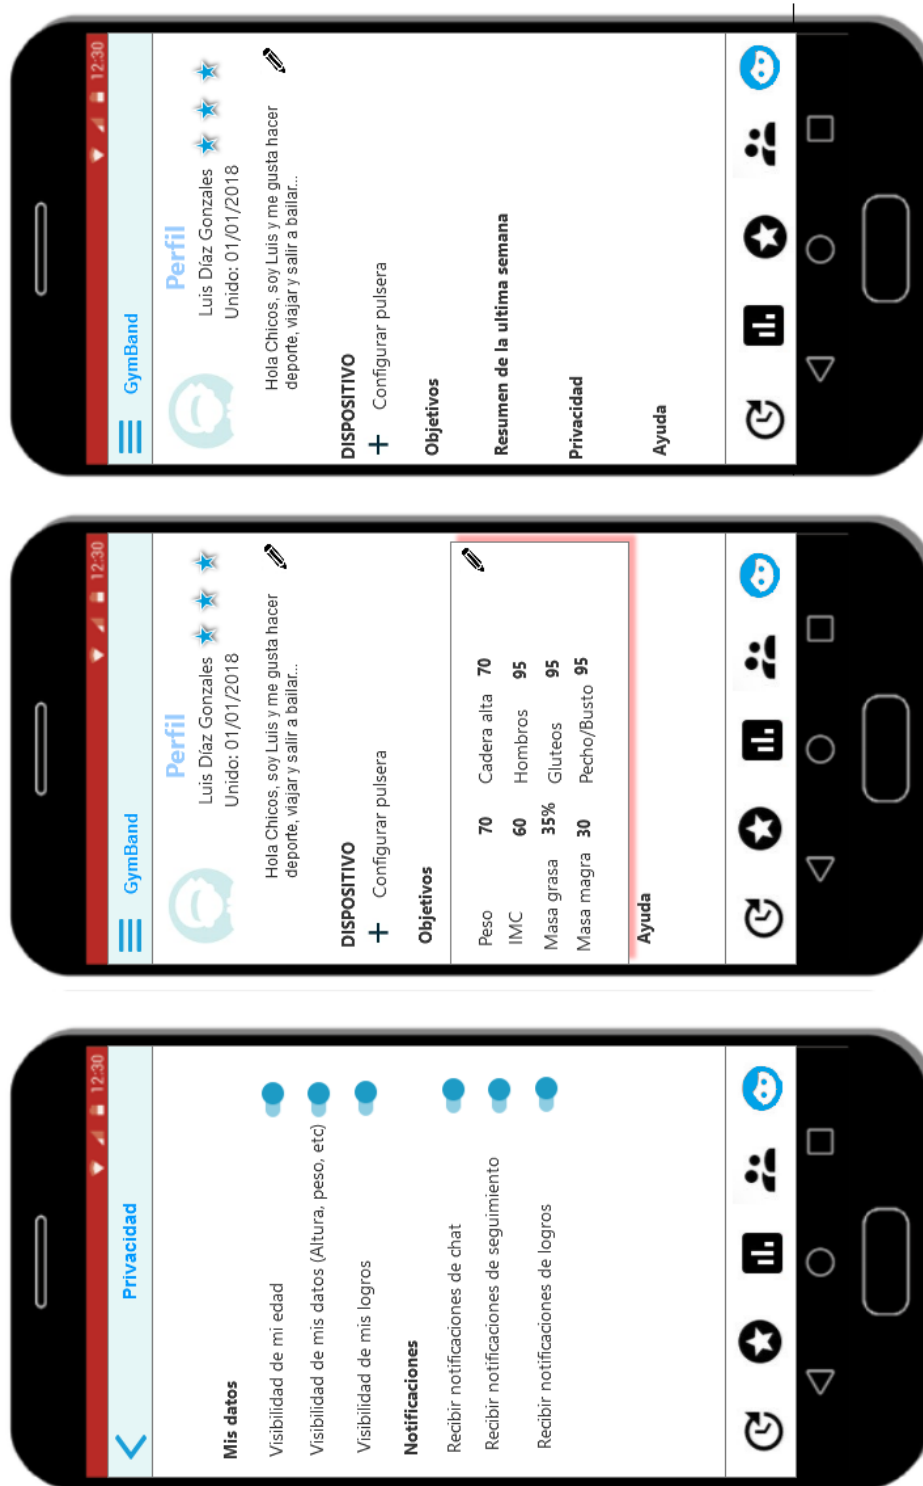 12:30
Privacidad
Mis datos
Visibilidad de mi edad
Visibilidad de mis datos (Altura, peso, etc)
Visibilidad de mis logros
Notificaciones
Recibir notificaciones de chat
Recibir notificaciones de seguimiento
Recibir notificaciones de logros
12:30
GymBand
Perfil
Luis Díaz Gonzales
Unido: 01/01/2018
Hola Chicos, soy Luis y me gusta hacer
deporte, viajar y salir a bailar...
DISPOSITIVO
+ Configurar pulsera
Objetivos
Peso 70 Cadera alta 70
IMC 60 Hombros 95
Masa grasa 35% Gluteos 95
Masa magra 30 Pecho/Busto 95
Ayuda
12:30
GymBand
Perfil
Luis Díaz Gonzales
Unido: 01/01/2018
Hola Chicos, soy Luis y me gusta hacer
deporte, viajar y salir a bailar...
DISPOSITIVO
+ Configurar pulsera
Objetivos
Resumen de la ultima semana
Privacidad
Ayuda